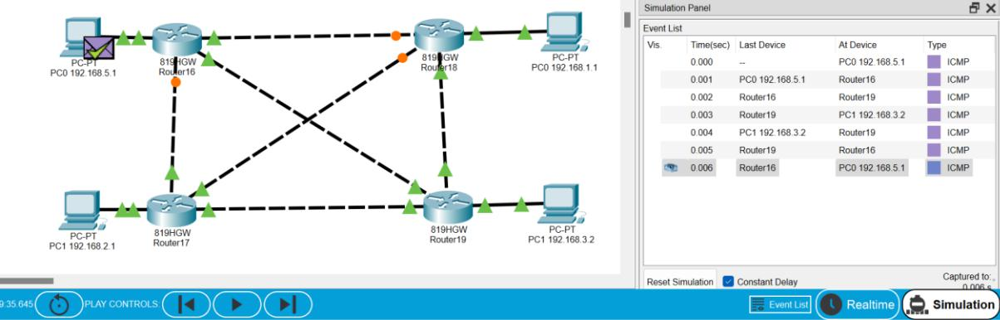 Simulation Panel
Event List
Vis. Time(sec) Last Device At Device Type
0.000 -- PC0 192.168.5.1 ICMP
0.001 PC0 192.168.5.1 Router16 ICMP
0.002 Router16 Router19 ICMP
0.003 Router19 PC1 192.168.3.2 ICMP
0.004 PC1 192.168.3.2 Router19 ICMP
0.005 Router19 Router16 ICMP
0.006 Router16 PC0 192.168.5.1 ICMP
PC-PT
PC0 192.168.5.1
819HGW
Router16
819HGW
Router18
PC-PT
PC0 192.168.1.1
PC-PT
PC1 192.168.2.1
819HGW
Router17
819HGW
Router19
PC-PT
PC1 192.168.3.2
Reset Simulation Constant Delay Captured to:
0.006 s
9:35.645 PLAY CONTROLS: Event List Realtime Simulation